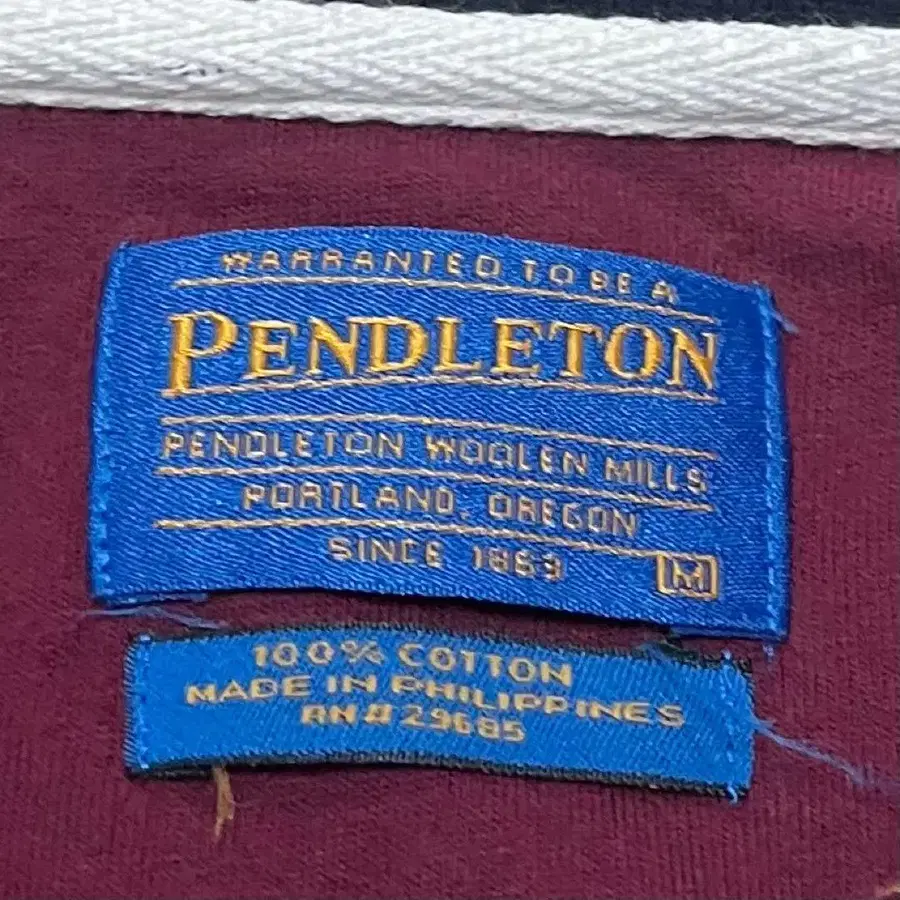 WARRANTED TO BE A
PENDLETON
PENDLETON WOOLEN MILLS
PORTLAND, OREGON
SINCE 1863
M
100% COTTON
MADE IN PHILIPPINES
RN# 29685